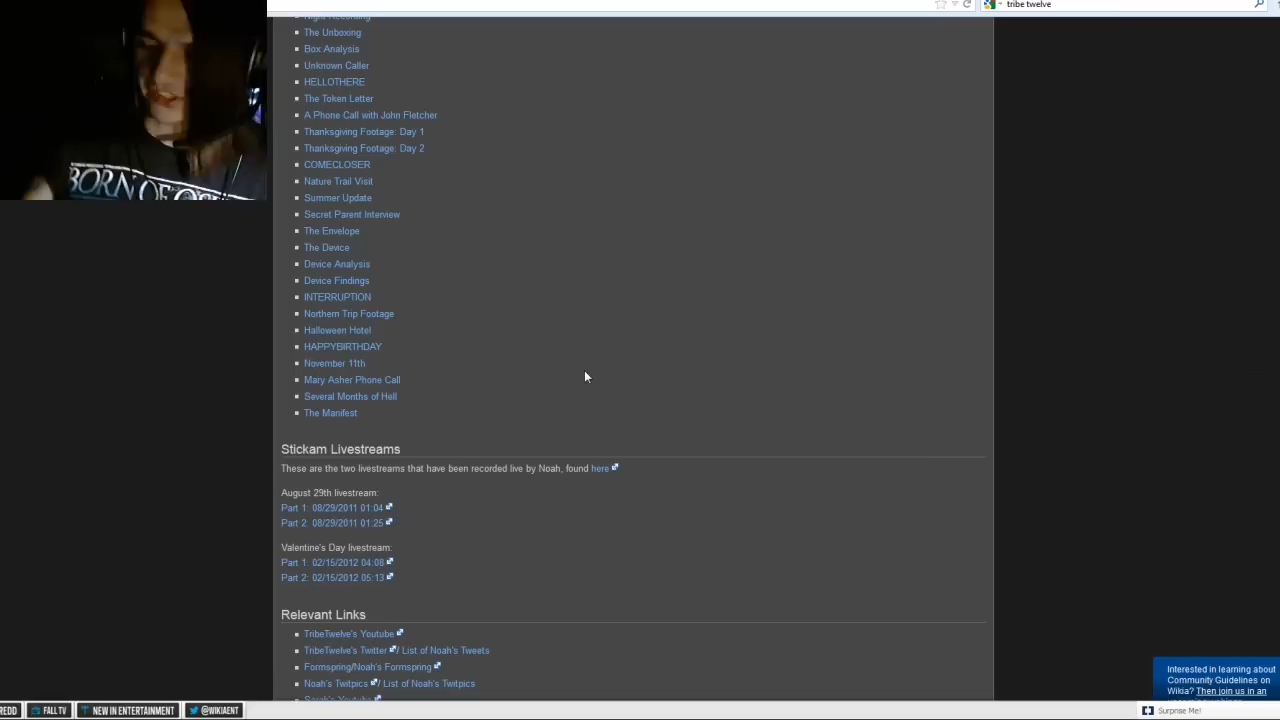 tribe twelve
Night Recording
The Unboxing
Box Analysis
Unknown Caller
HELLOTHERE
The Token Letter
A Phone Call with John Fletcher
Thanksgiving Footage: Day 1
Thanksgiving Footage: Day 2
COMECLOSER
Nature Trail Visit
Summer Update
Secret Parent Interview
The Envelope
The Device
Device Analysis
Device Findings
INTERRUPTION
Northern Trip Footage
Halloween Hotel
HAPPYBIRTHDAY
November 11th
Mary Asher Phone Call
Several Months of Hell
The Manifest
Stickam Livestreams
These are the two livestreams that have been recorded live by Noah, found here
August 29th livestream:
Part 1: 08/29/2011 01:04
Part 2: 08/29/2011 01:25
Valentine's Day livestream:
Part 1: 02/15/2012 04:08
Part 2: 02/15/2012 05:13
Relevant Links
TribeTwelve's Youtube
TribeTwelve's Twitter / List of Noah's Tweets
Formspring/Noah's Formspring
Noah's Twitpics / List of Noah's Twitpics
Sarah's Youtube
BORN OF
Interested in learning about
Community Guidelines on
Wikia? Then join us in an
REDD
FALL TV
NEW IN ENTERTAINMENT
@WIKIAENT
Surprise Me!